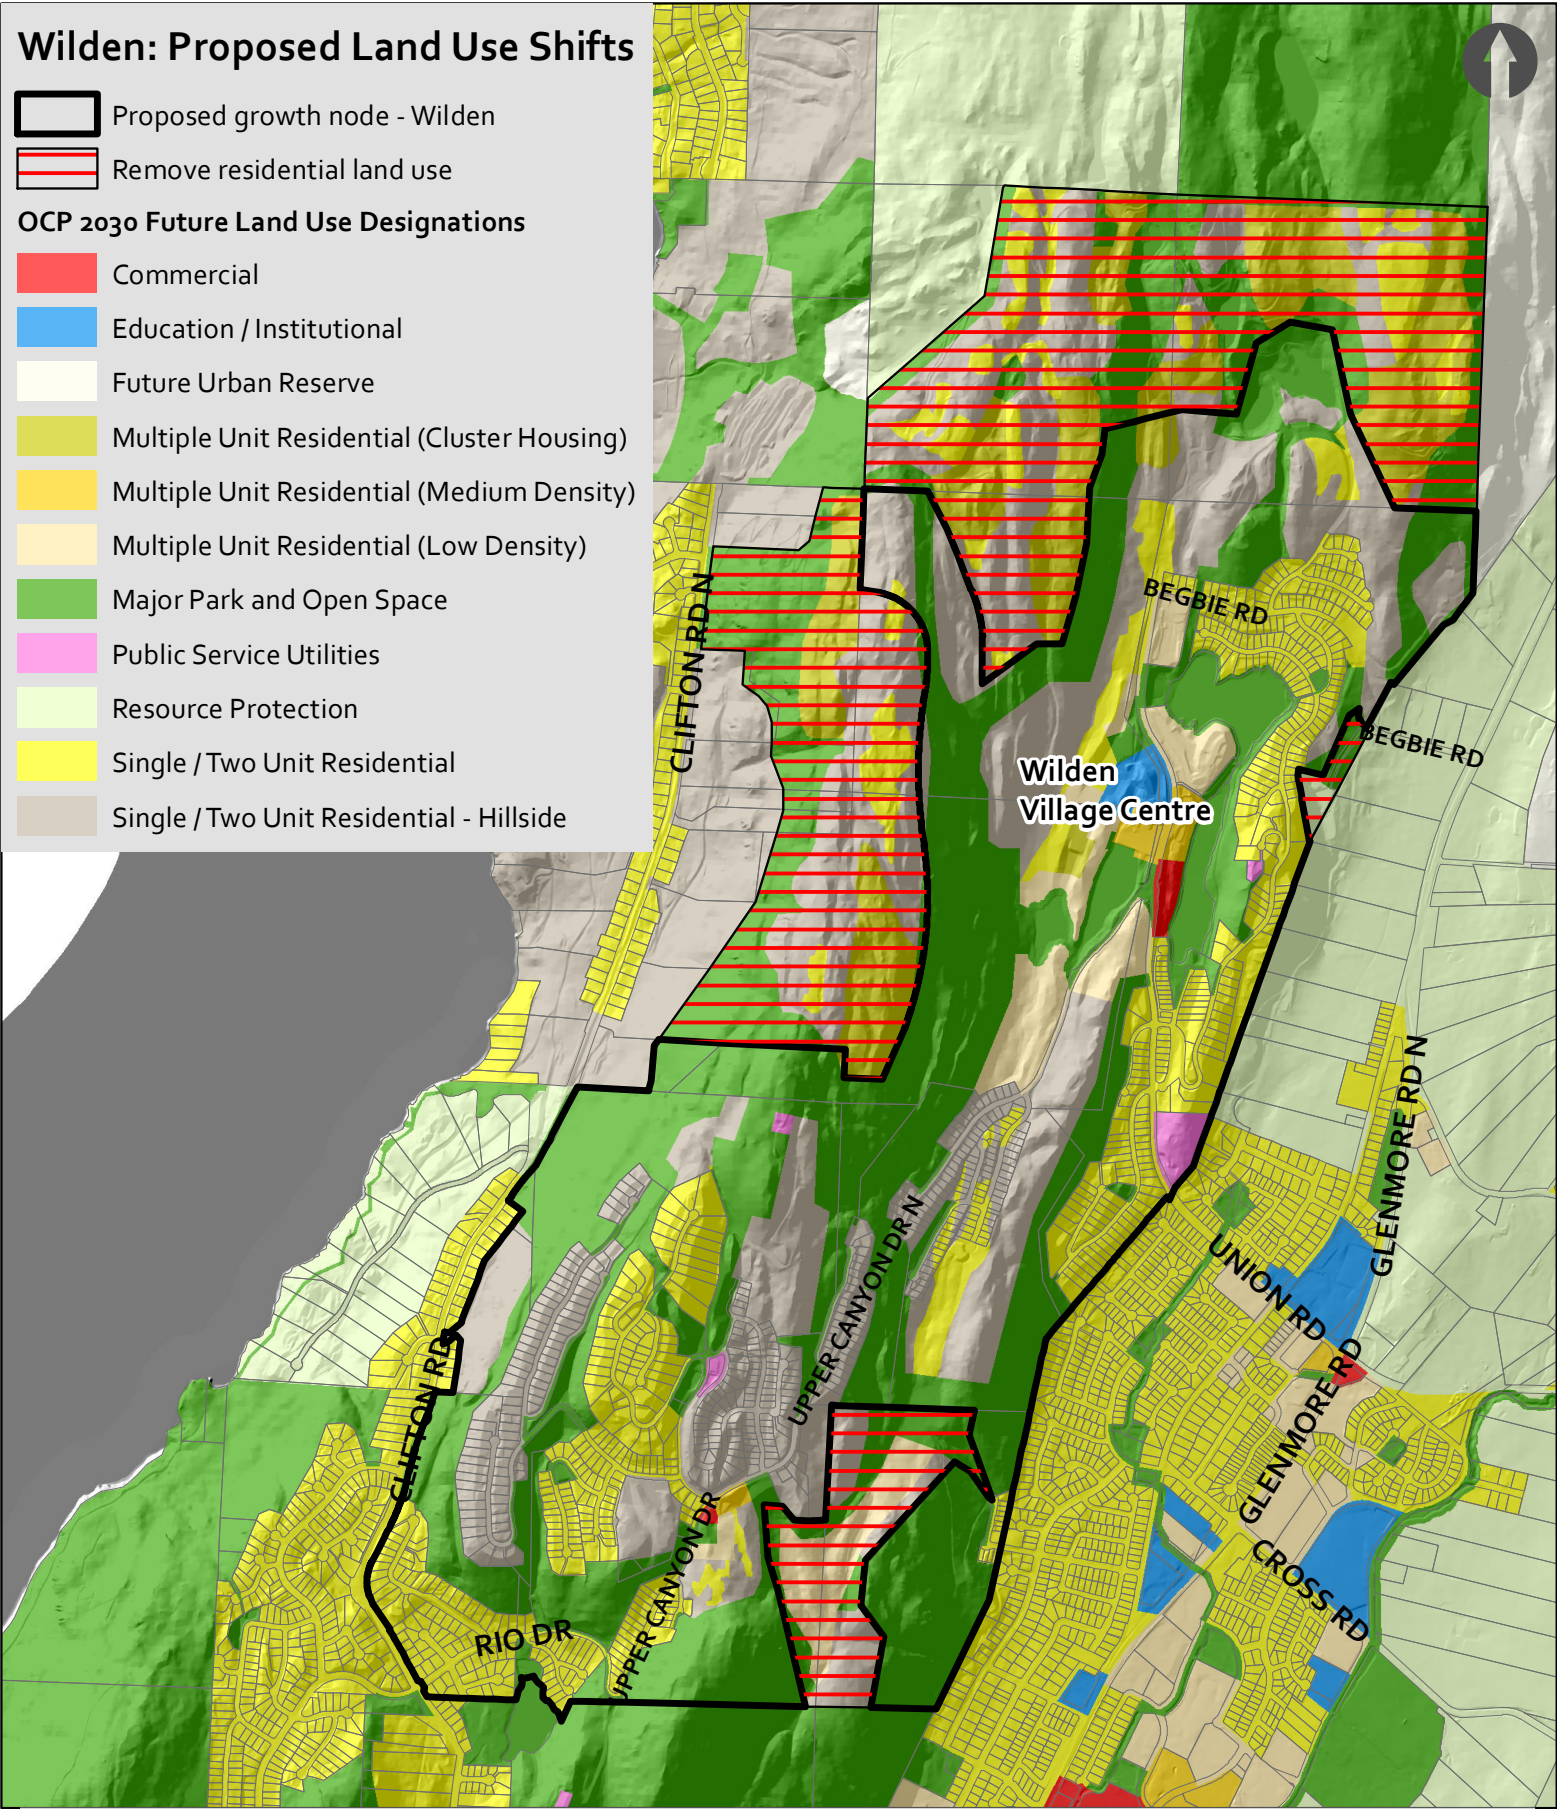 Wilden: Proposed Land Use Shifts
Proposed growth node - Wilden
Remove residential land use
OCP 2030 Future Land Use Designations
Commercial
Education / Institutional
Future Urban Reserve
Multiple Unit Residential (Cluster Housing)
Multiple Unit Residential (Medium Density)
Multiple Unit Residential (Low Density)
Major Park and Open Space
Public Service Utilities
Resource Protection
Single / Two Unit Residential
Single / Two Unit Residential - Hillside
CLIFTON RD N
BEGBIE RD
BEGBIE RD
Wilden
Village Centre
GLENMORE RD N
UPPER CANYON DR N
UNION RD
CLIFTON RD
GLENMORE RD
UPPER CANYON DR
CROSS RD
RIO DR